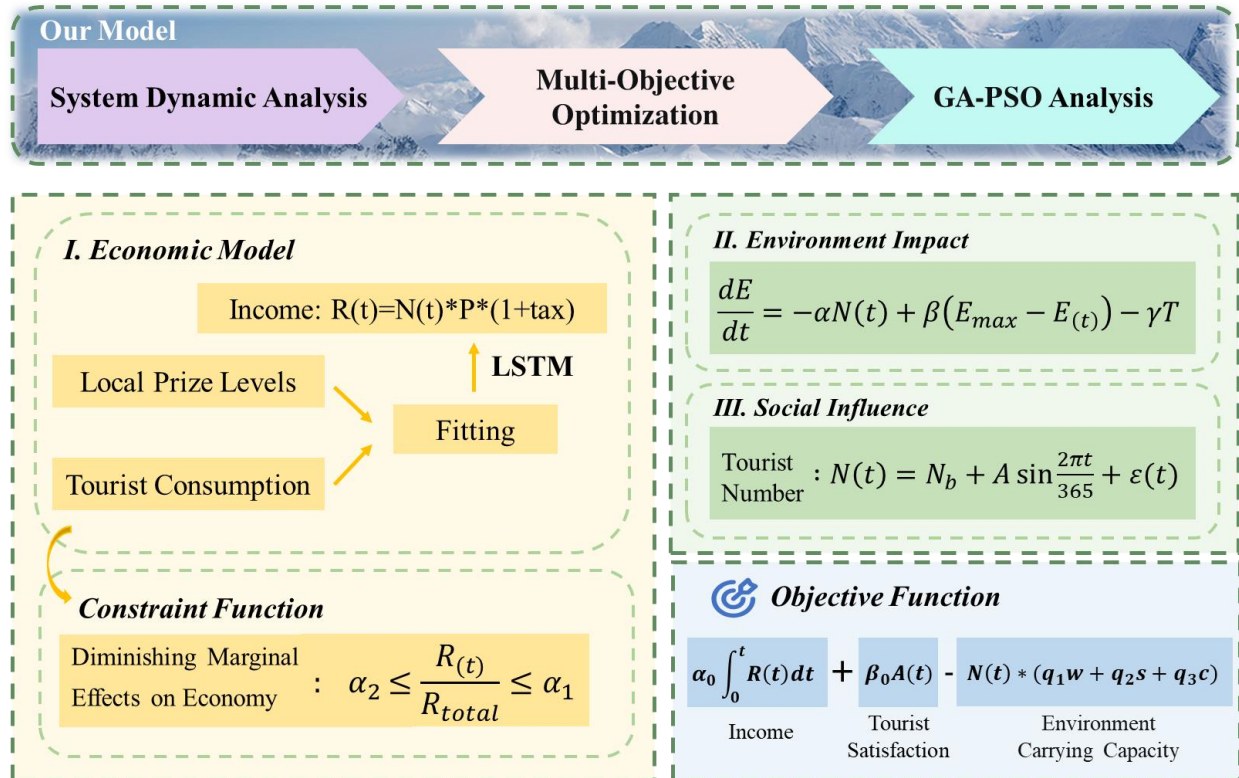 Our Model
System Dynamic Analysis
Multi-Objective
Optimization
GA-PSO Analysis
I. Economic Model
Income: R(t)=N(t)*P*(1+tax)
LSTM
Local Prize Levels
Fitting
Tourist Consumption
Constraint Function
Diminishing Marginal
Effects on Economy : α₂ ≤ R₍t₎/R_total ≤ α₁
II. Environment Impact
dE/dt = −αN(t) + β(E_max − E₍t₎) − γT
III. Social Influence
Tourist
Number : N(t) = N_b + A sin 2πt/365 + ε(t)
Objective Function
α₀ ∫₀ᵗ R(t)dt + β₀A(t) - N(t) * (q₁w + q₂s + q₃c)
Income
Tourist
Satisfaction
Environment
Carrying Capacity